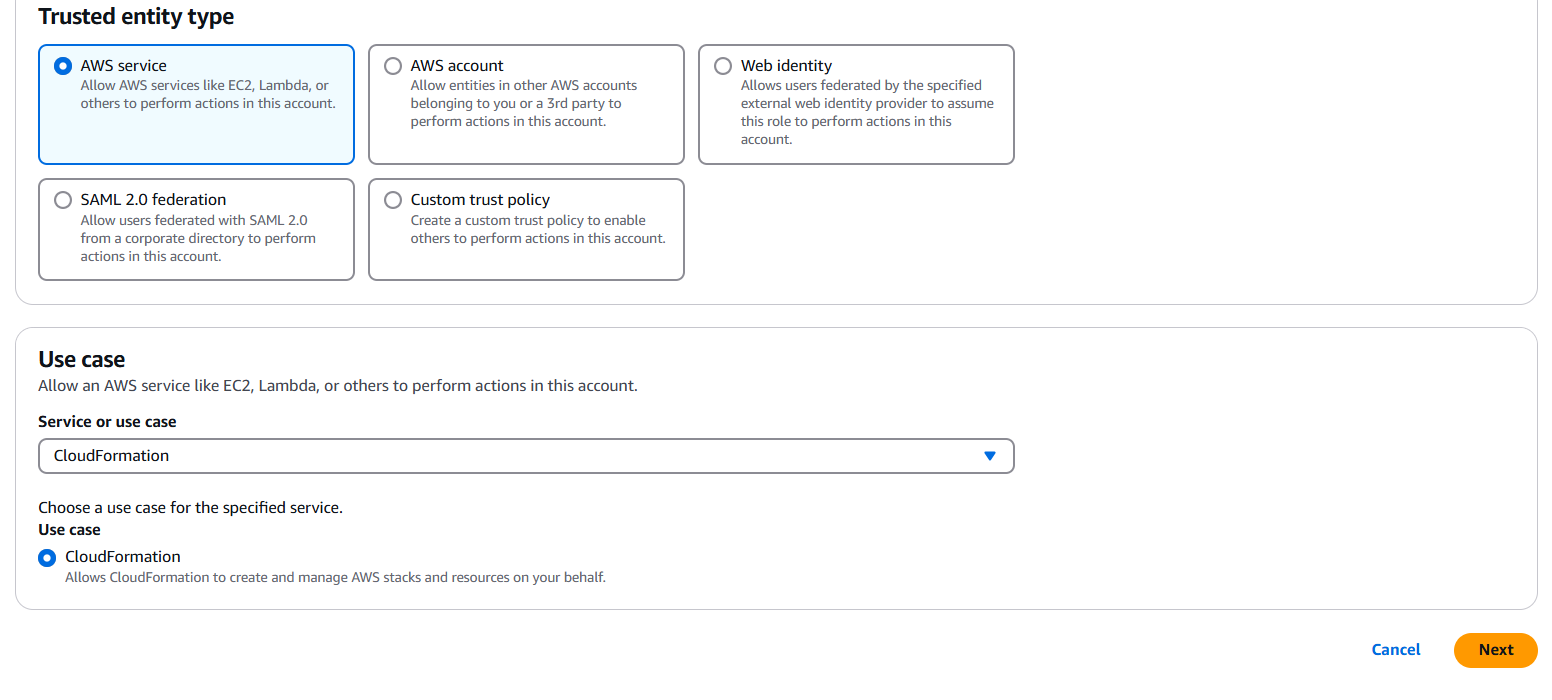 Trusted entity type
AWS service
Allow AWS services like EC2, Lambda, or
others to perform actions in this account.
AWS account
Allow entities in other AWS accounts
belonging to you or a 3rd party to
perform actions in this account.
Web identity
Allows users federated by the specified
external web identity provider to assume
this role to perform actions in this
account.
SAML 2.0 federation
Allow users federated with SAML 2.0
from a corporate directory to perform
actions in this account.
Custom trust policy
Create a custom trust policy to enable
others to perform actions in this account.
Use case
Allow an AWS service like EC2, Lambda, or others to perform actions in this account.
Service or use case
CloudFormation
Choose a use case for the specified service.
Use case
CloudFormation
Allows CloudFormation to create and manage AWS stacks and resources on your behalf.
Cancel
Next